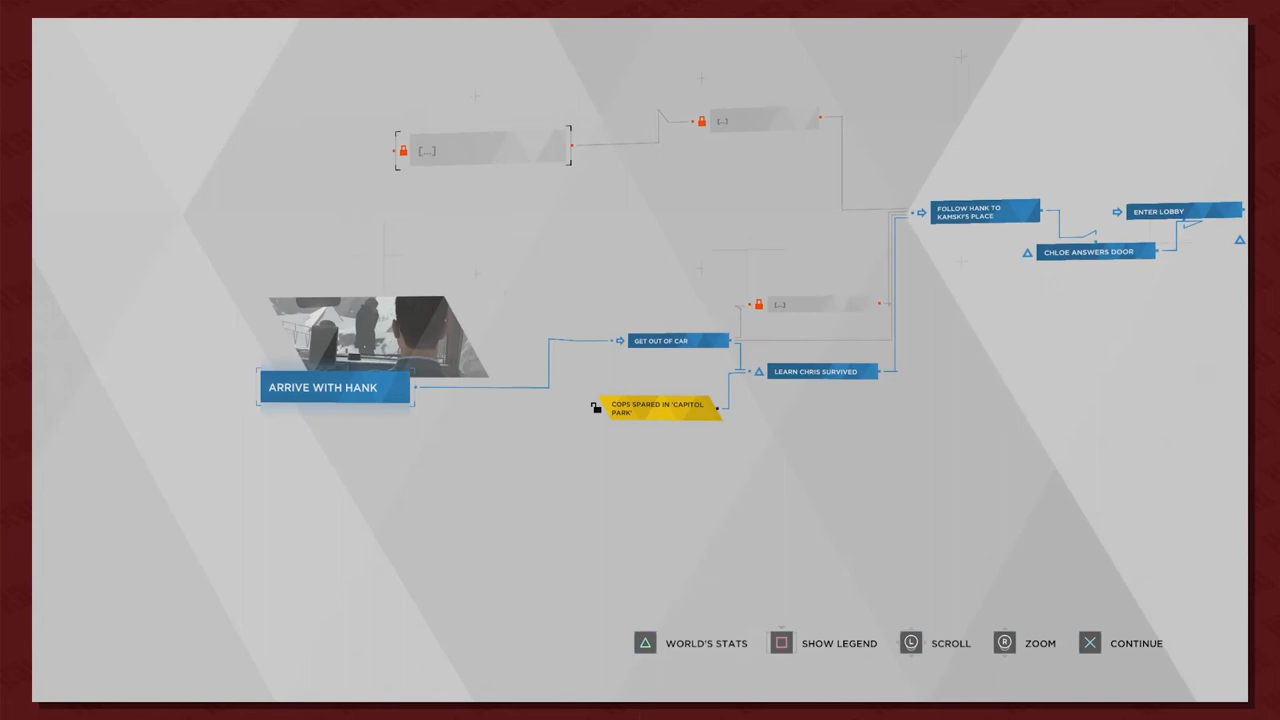 [...]
[...]
FOLLOW HANK TO
KAMSKI'S PLACE
ENTER LOBBY
CHLOE ANSWERS DOOR
[...]
GET OUT OF CAR
LEARN CHRIS SURVIVED
ARRIVE WITH HANK
COPS SPARED IN 'CAPITOL
PARK'
WORLD'S STATS
SHOW LEGEND
L
SCROLL
R
ZOOM
CONTINUE